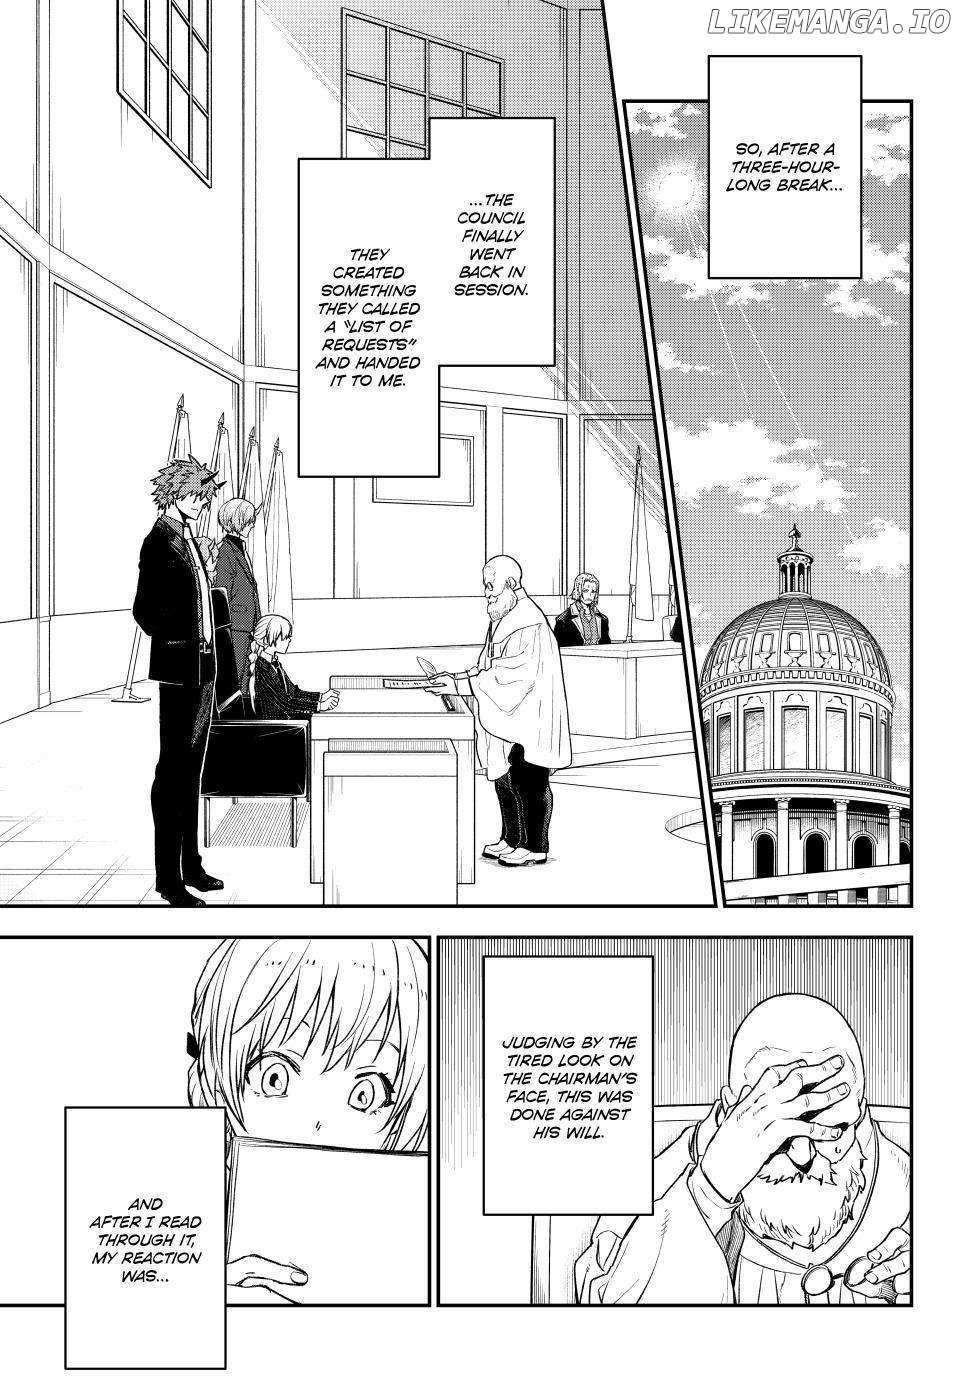 LIKEMANGA.IO
SO, AFTER A
THREE-HOUR-
LONG BREAK...
...THE
COUNCIL
FINALLY
WENT
BACK IN
SESSION.
THEY
CREATED
SOMETHING
THEY CALLED
A "LIST OF
REQUESTS"
AND HANDED
IT TO ME.
JUDGING BY THE
TIRED LOOK ON
THE CHAIRMAN'S
FACE, THIS WAS
DONE AGAINST
HIS WILL.
AND
AFTER I READ
THROUGH IT,
MY REACTION
WAS...